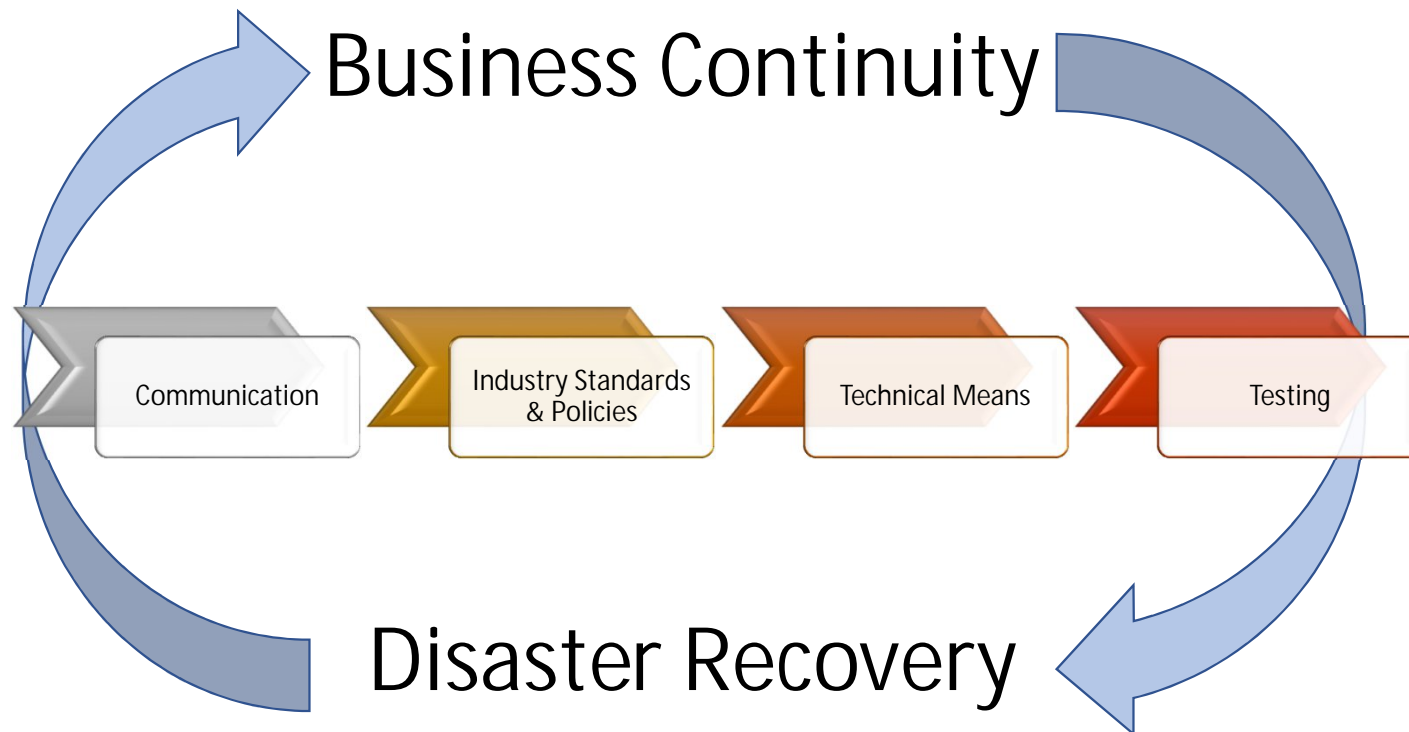 Business Continuity
Communication
Industry Standards
& Policies
Technical Means
Testing
Disaster Recovery